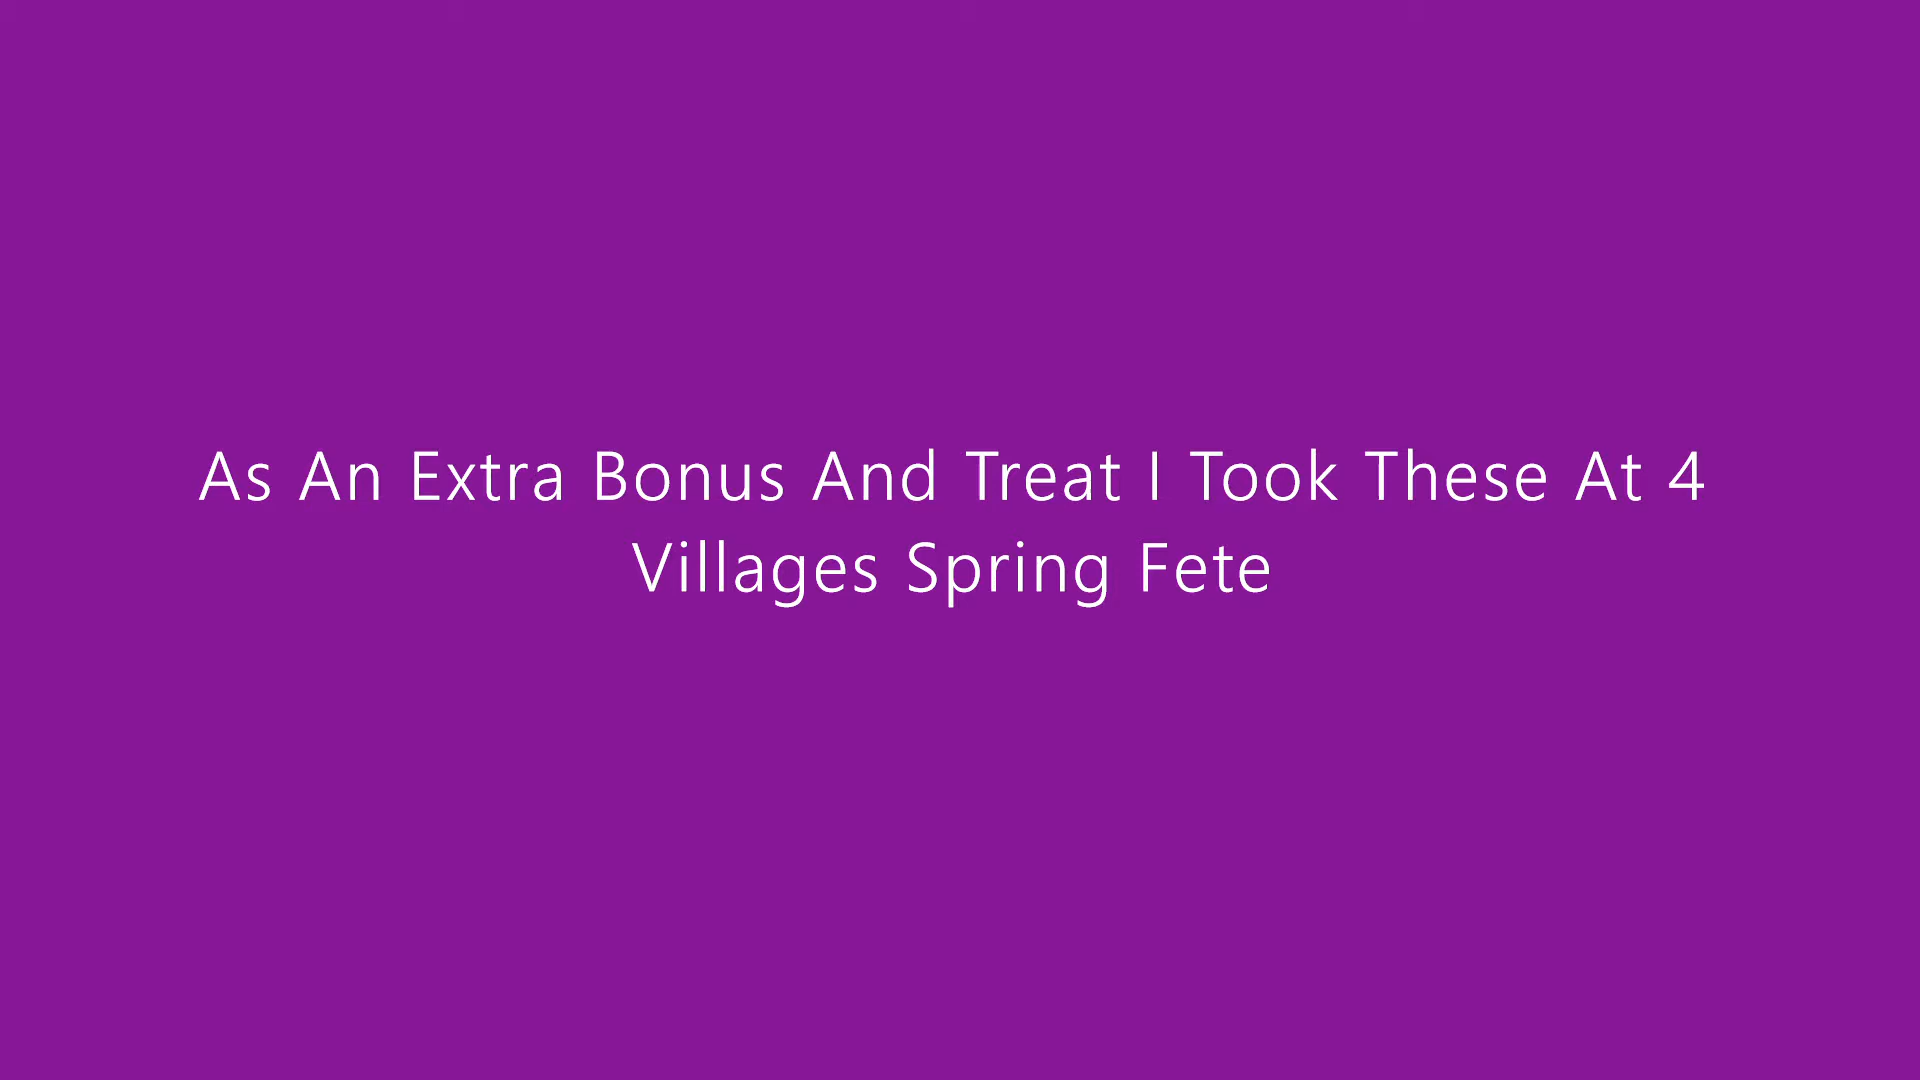 As An Extra Bonus And Treat I Took These At 4
Villages Spring Fete